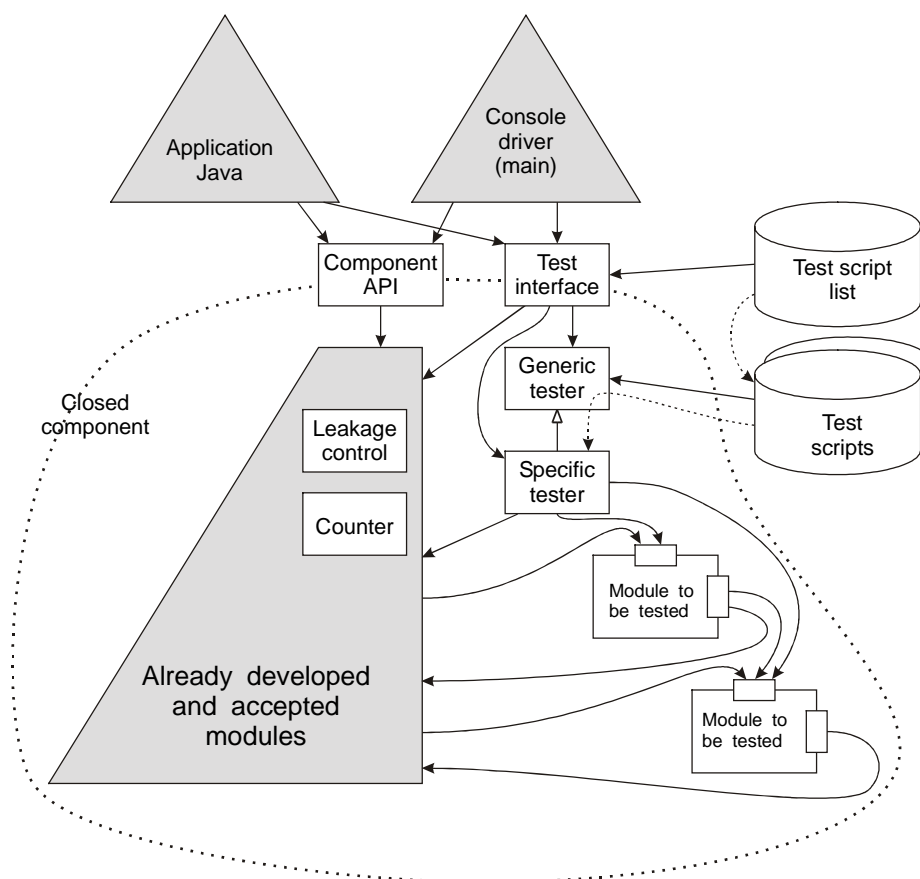 Application
Java
Console
driver
(main)
Component
API
Test
interface
Test script
list
Closed
component
Generic
tester
Test
scripts
Leakage
control
Specific
tester
Counter
Module to
be tested
Already developed
and accepted
modules
Module to
be tested